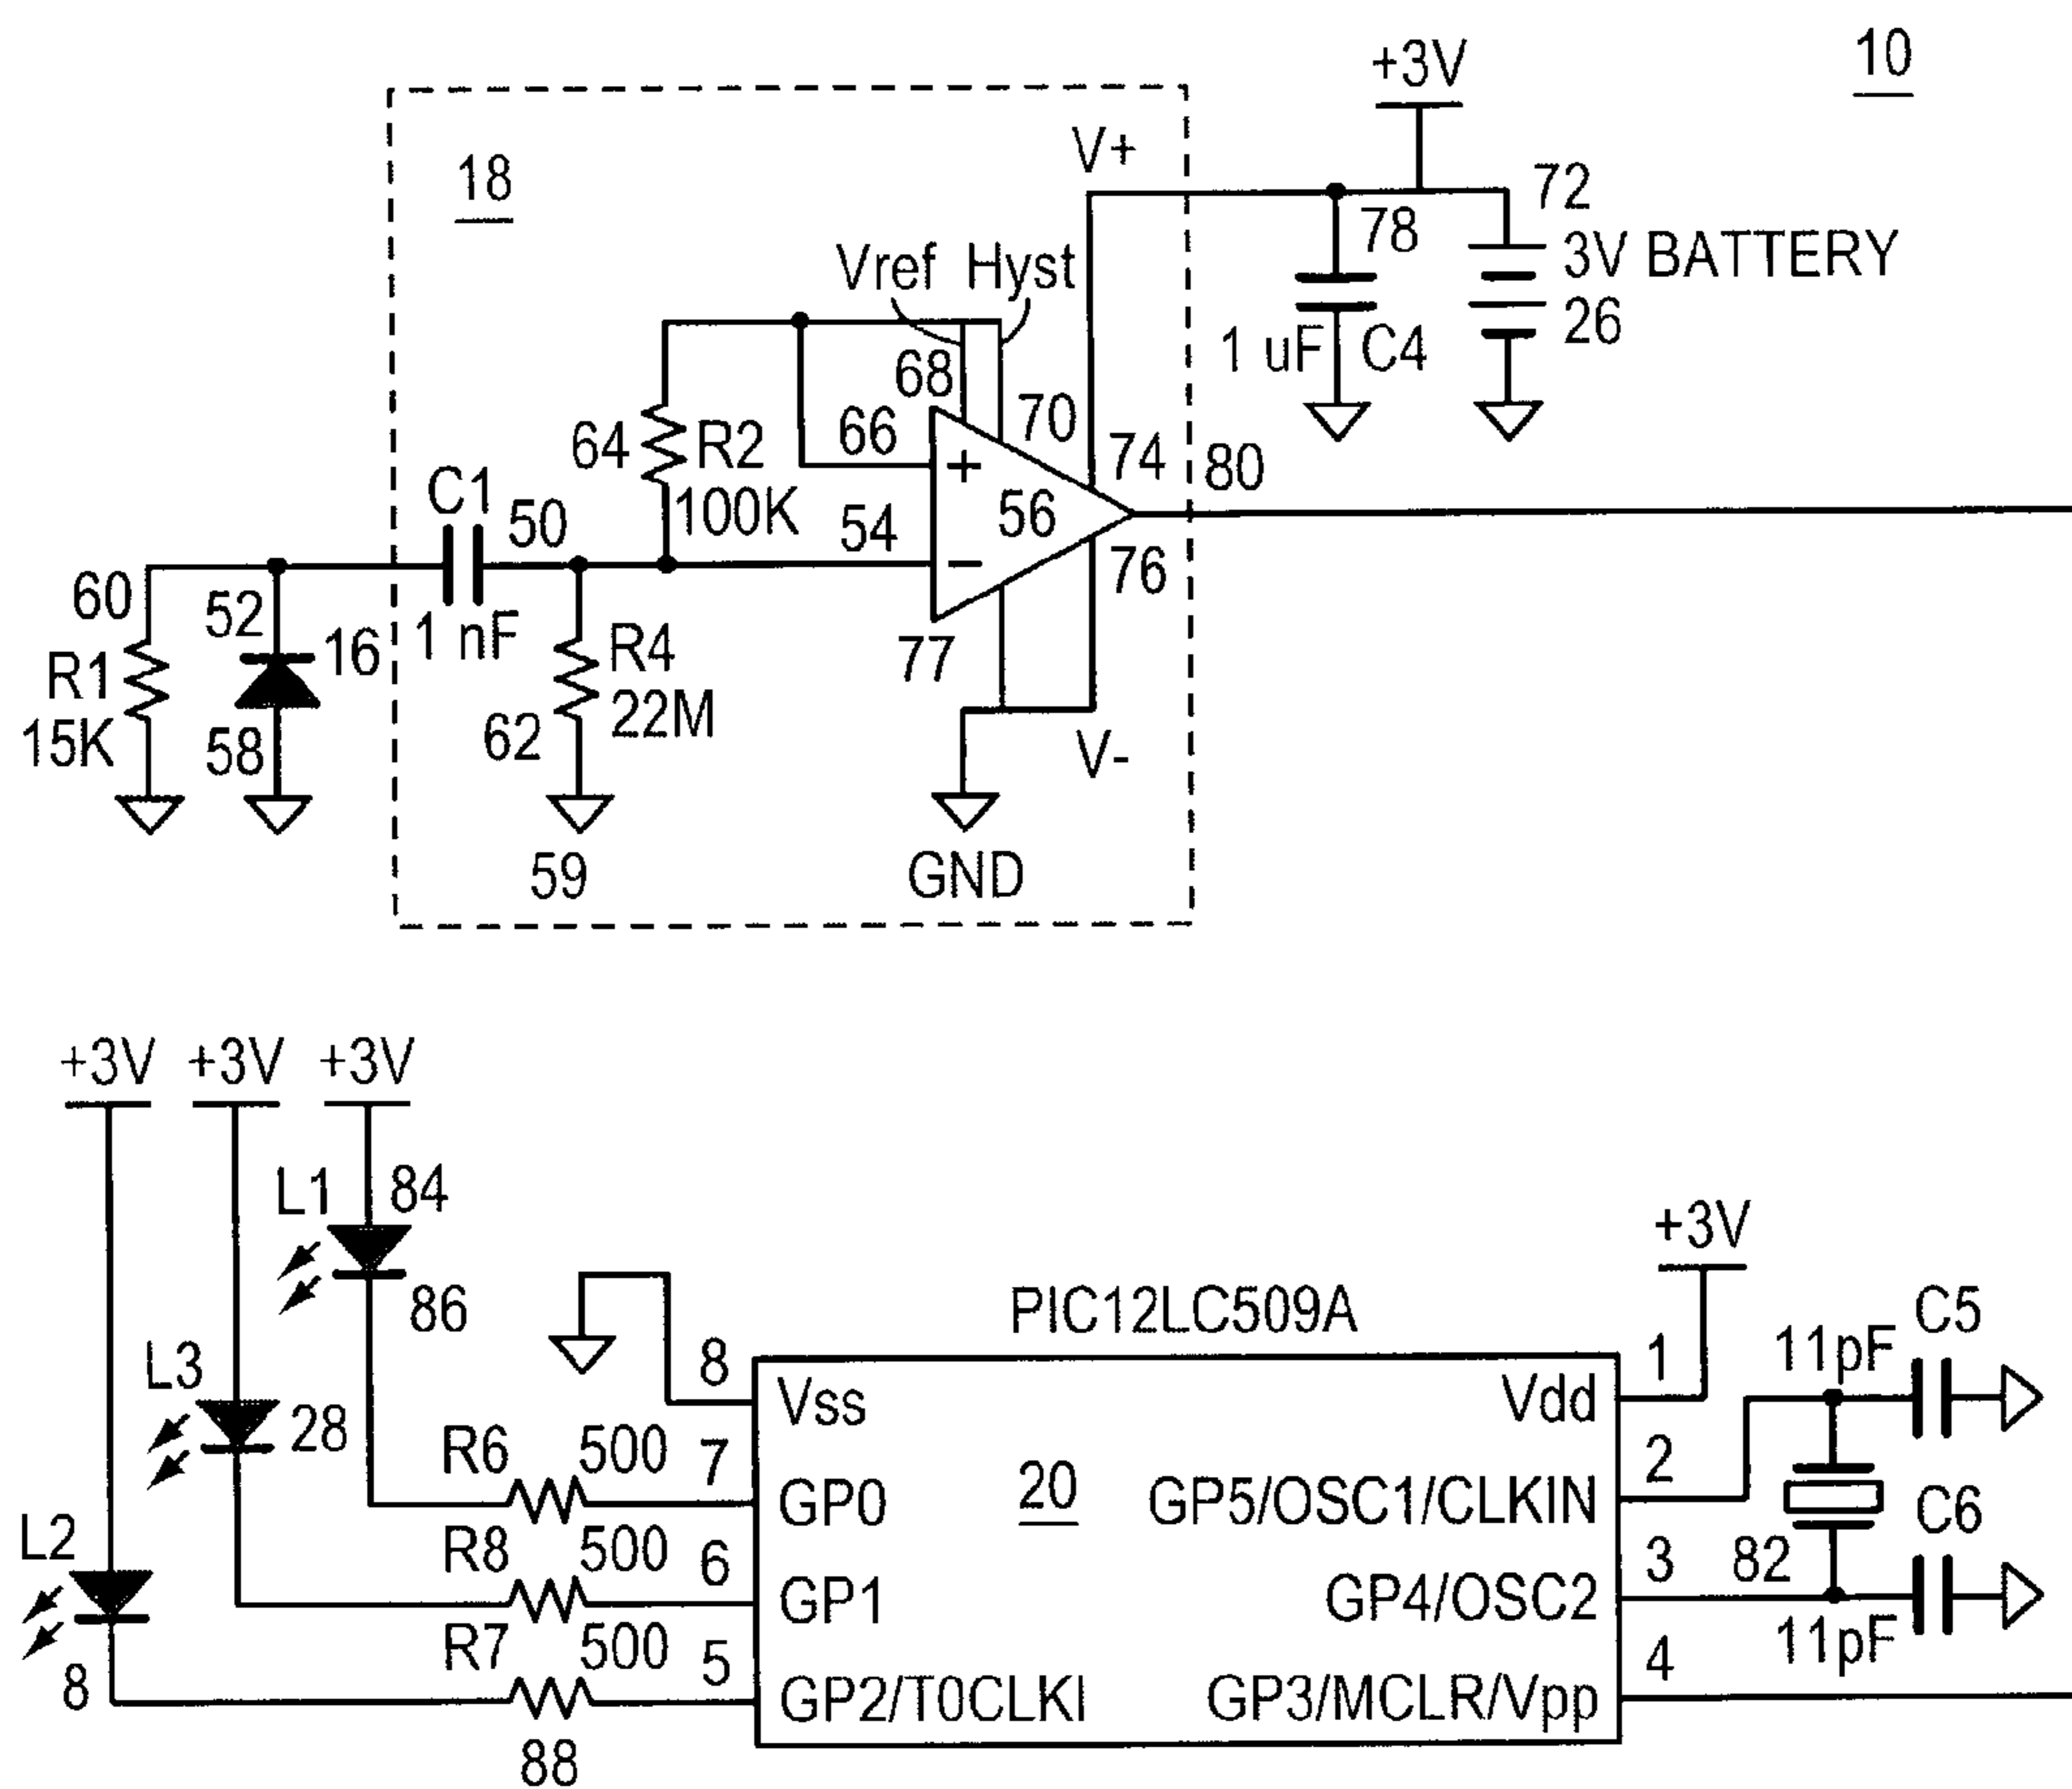 10
+3V
V+
18
72
78
3V BATTERY
26
Vref Hyst
1 uF C4
68
70
66
64
R2
100K
74
80
+
56
C1
50
54
−
76
1 nF
60
52
16
R1
15K
58
R4
22M
62
77
V-
59
GND
+3V +3V +3V
L1
84
86
+3V
PIC12LC509A
C5
11pF
L3
28
8
Vss
Vdd
1
R6 500 7
GP0
20
GP5/OSC1/CLKIN
2
C6
L2
R8 500 6
GP1
GP4/OSC2
3
82
11pF
R7 500 5
GP2/T0CLKI
GP3/MCLR/Vpp
4
8
88